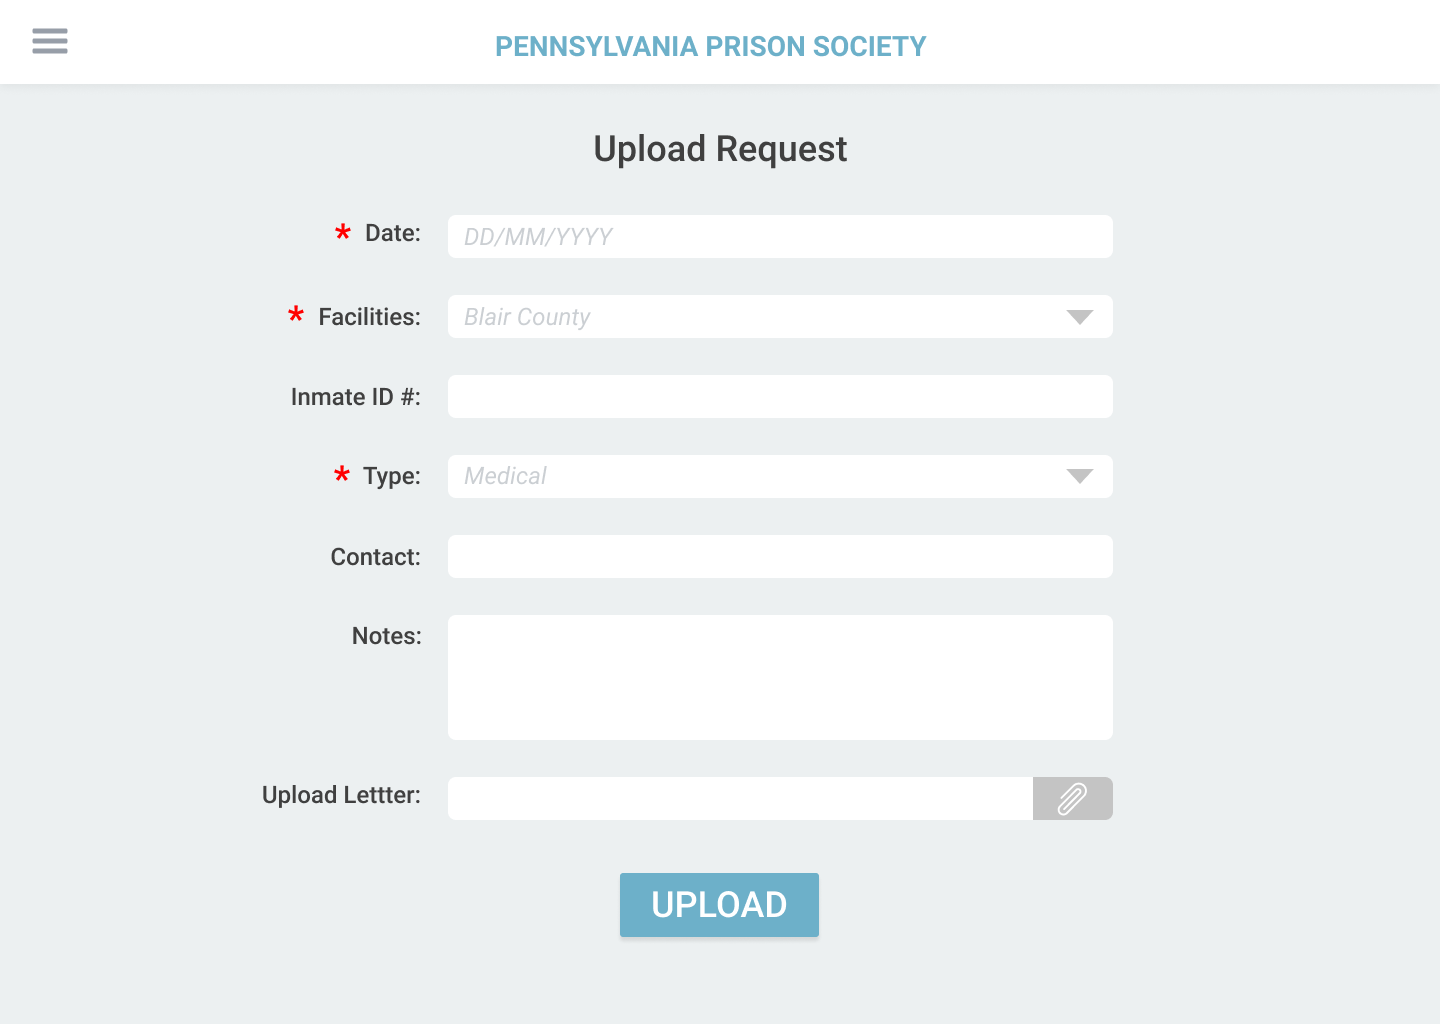 PENNSYLVANIA PRISON SOCIETY
Upload Request
* Date: DD/MM/YYYY
* Facilities: Blair County
Inmate ID #:
* Type: Medical
Contact:
Notes:
Upload Lettter:
UPLOAD